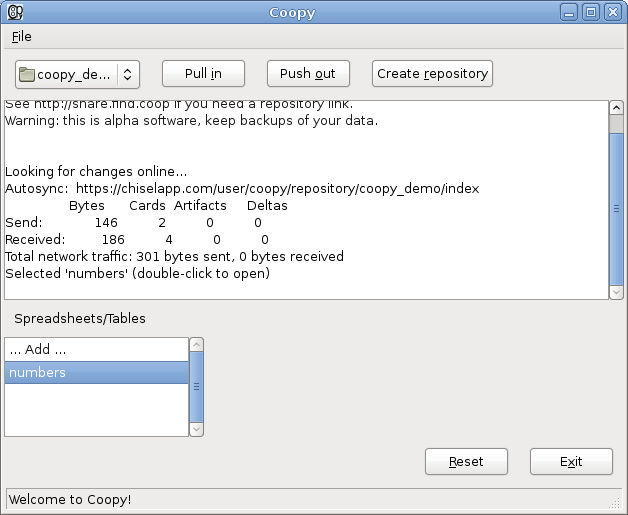 Coopy
File
coopy_de... Pull in Push out Create repository
See http://share.find.coop if you need a repository link.
Warning: this is alpha software, keep backups of your data.
Looking for changes online...
Autosync: https://chiselapp.com/user/coopy/repository/coopy_demo/index
Bytes Cards Artifacts Deltas
Send: 146 2 0 0
Received: 186 4 0 0
Total network traffic: 301 bytes sent, 0 bytes received
Selected 'numbers' (double-click to open)
Spreadsheets/Tables
... Add ...
numbers
Reset Exit
Welcome to Coopy!